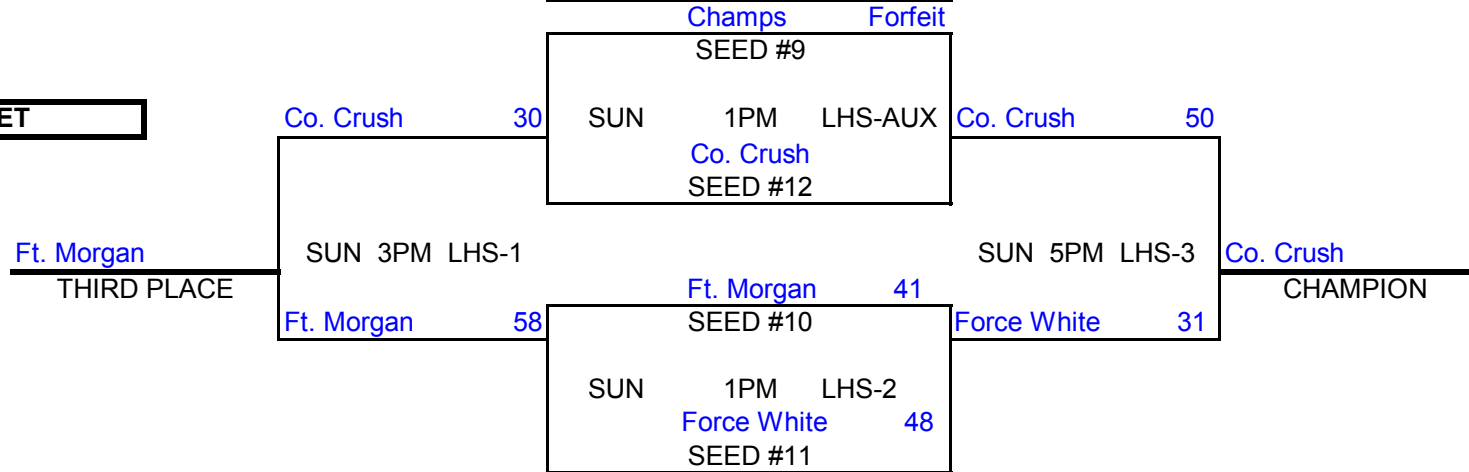 Champs Forfeit
SEED #9
ET
Co. Crush 30 SUN 1PM LHS-AUX Co. Crush 50
Co. Crush
SEED #12
Ft. Morgan SUN 3PM LHS-1 SUN 5PM LHS-3 Co. Crush
THIRD PLACE Ft. Morgan 41 CHAMPION
Ft. Morgan 58 SEED #10 Force White 31
SUN 1PM LHS-2
Force White 48
SEED #11